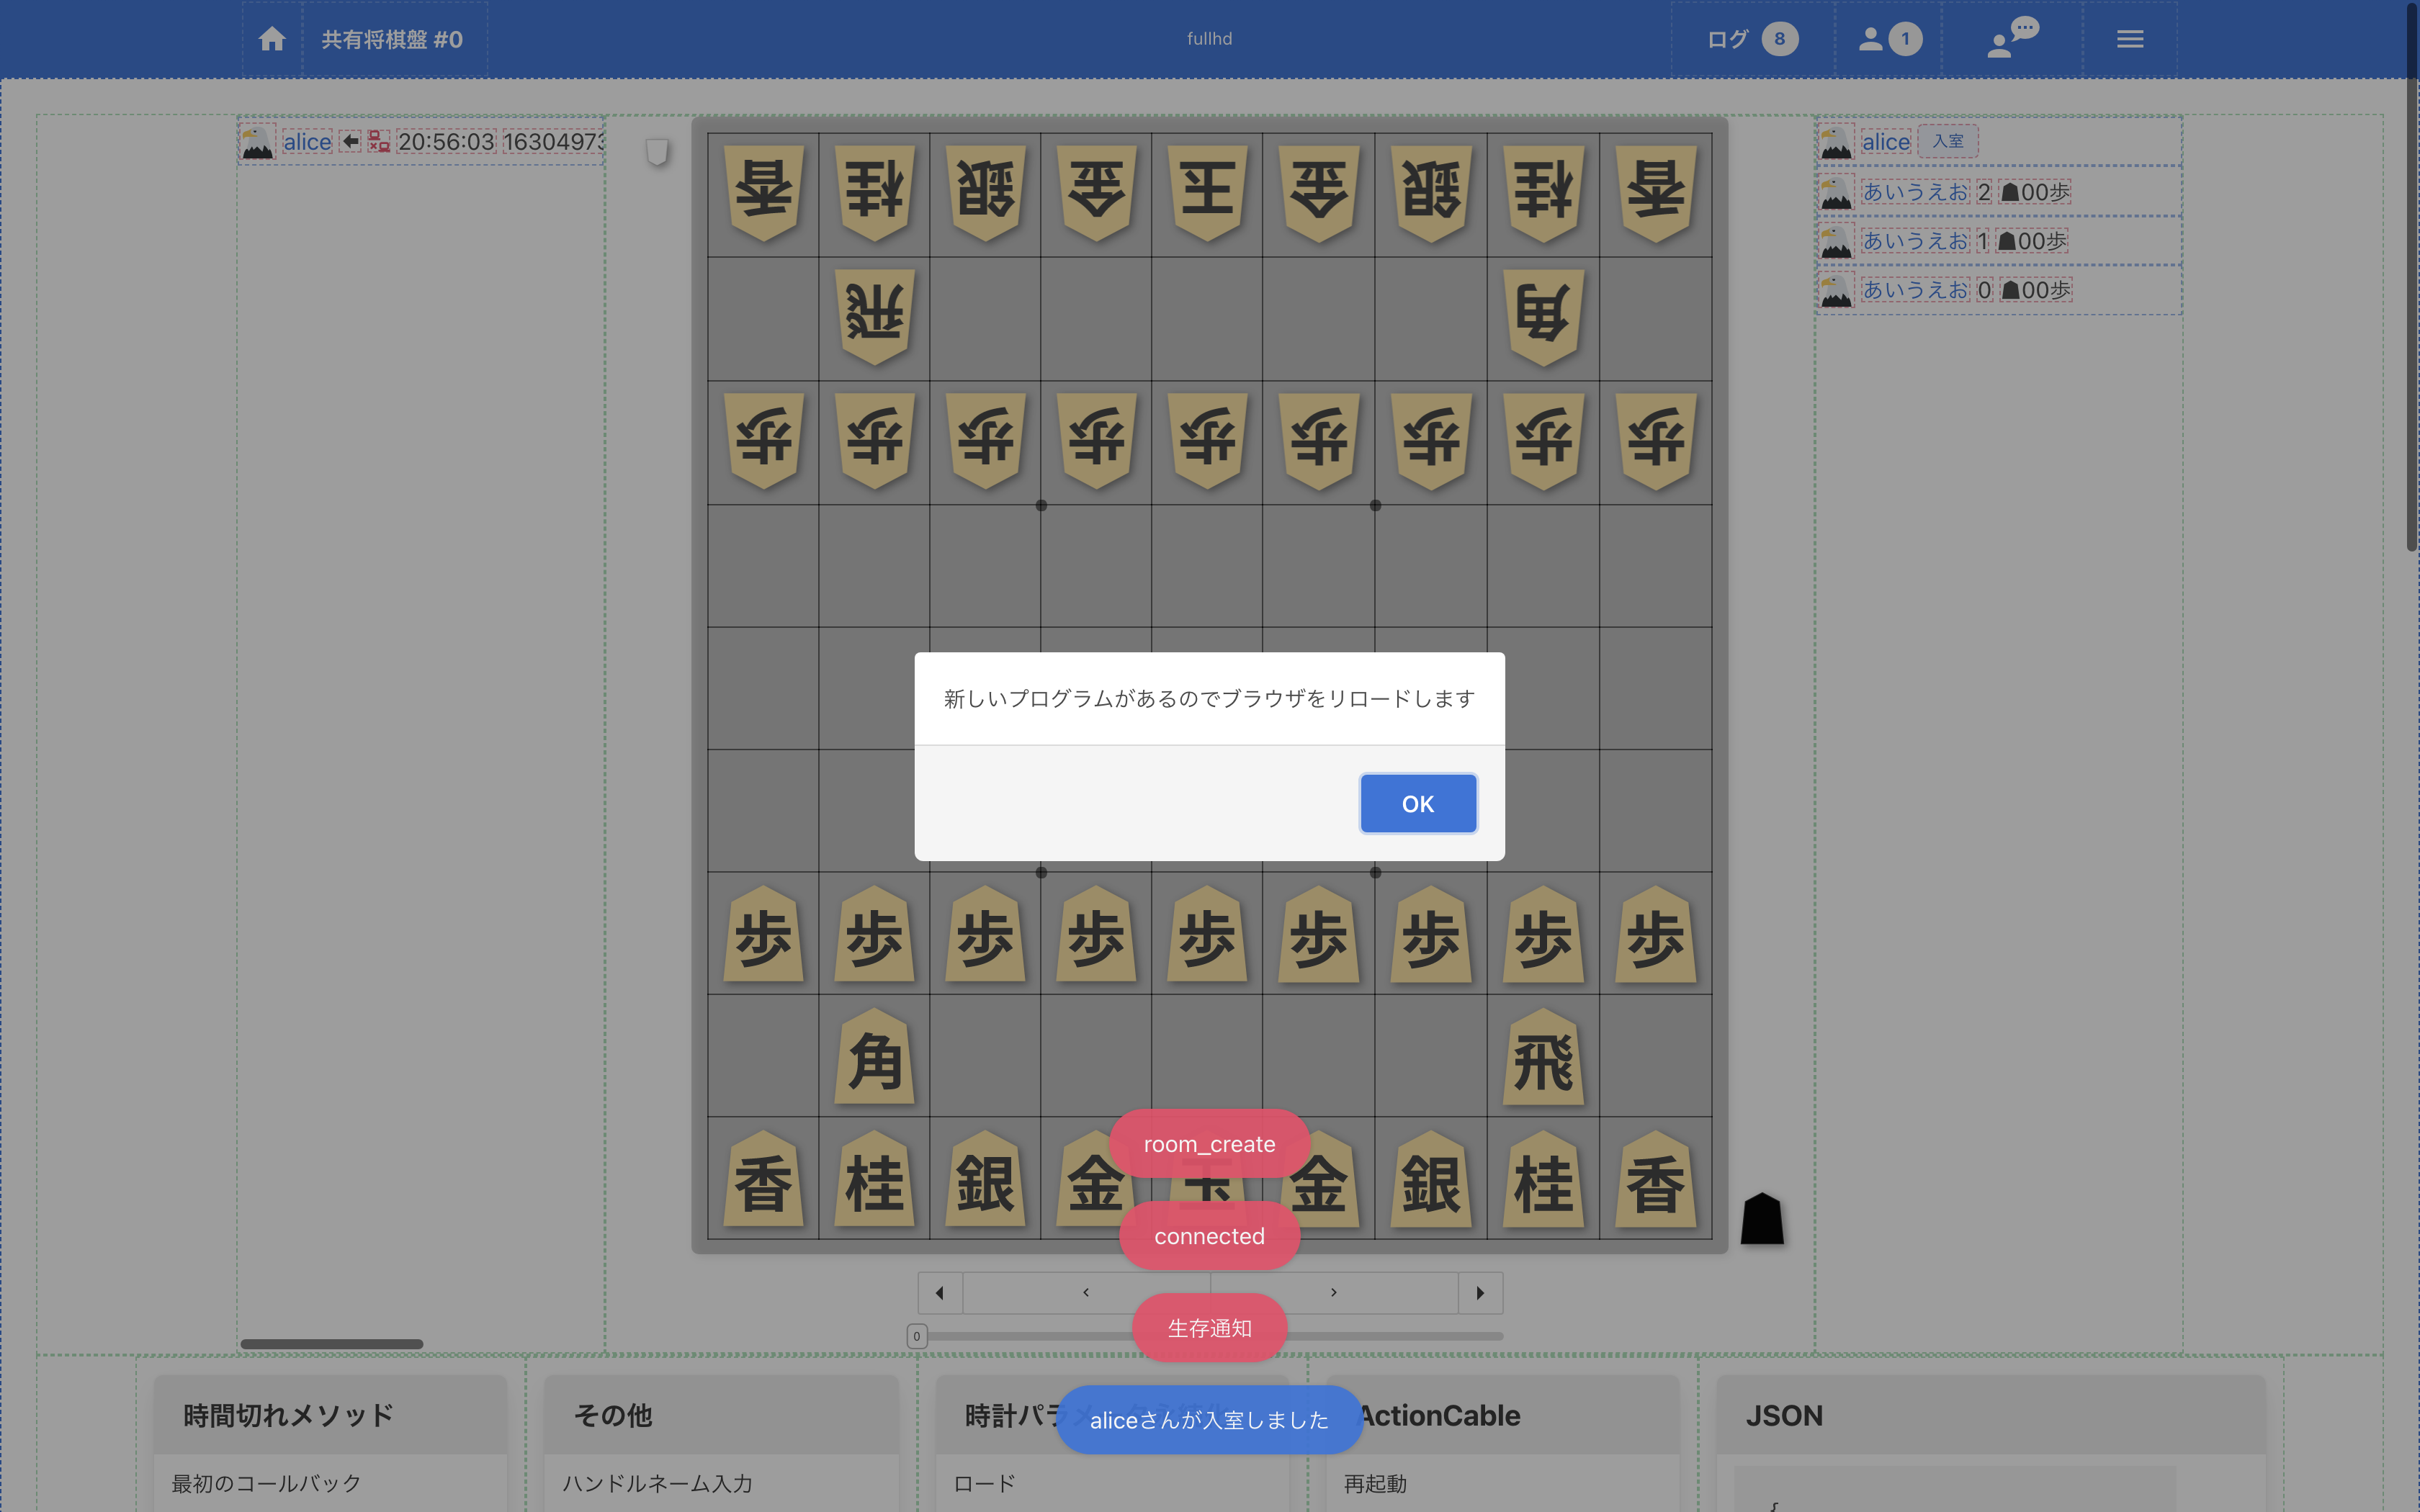 共有将棋盤 #0
fullhd
ログ 8
1
alice 20:56:03 16304973
alice 入室
あいうえお 2 ☗00歩
あいうえお 1 ☗00歩
あいうえお 0 ☗00歩
香 桂 銀 金 玉 金 銀 桂 香
飛 角
歩 歩 歩 歩 歩 歩 歩 歩 歩
新しいプログラムがあるのでブラウザをリロードします
OK
歩 歩 歩 歩 歩 歩 歩 歩 歩
角 飛
香 桂 銀 金 玉 金 銀 桂 香
room_create
connected
生存通知
0
aliceさんが入室しました
時間切れメソッド
最初のコールバック
その他
ハンドルネーム入力
時計パラ
ロード
ActionCable
再起動
JSON
{